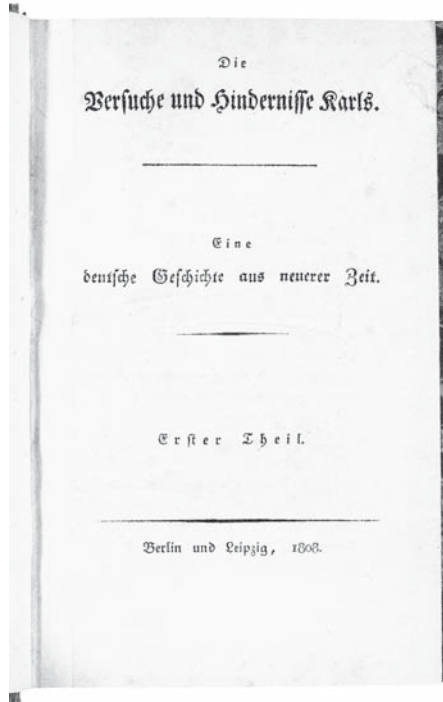 Die
Versuche und Hindernisse Karls.
Eine
deutsche Geschichte aus neuerer Zeit.
Erster Theil.
Berlin und Leipzig, 1808.